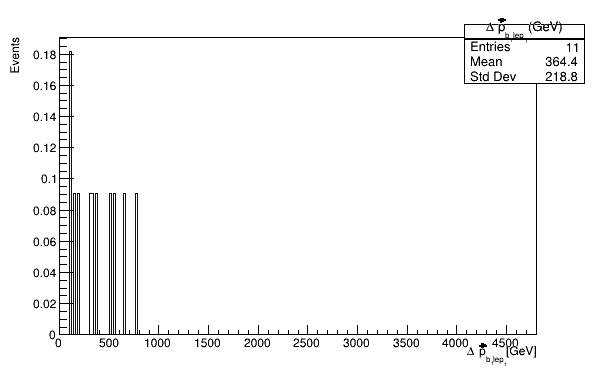 Δ p⃗ b,lep₁ (GeV)
Entries 11
Mean 364.4
Std Dev 218.8
Events
0.18
0.16
0.14
0.12
0.1
0.08
0.06
0.04
0.02
0
0 500 1000 1500 2000 2500 3000 3500 4000 4500
Δ p⃗ b,lep₁ [GeV]